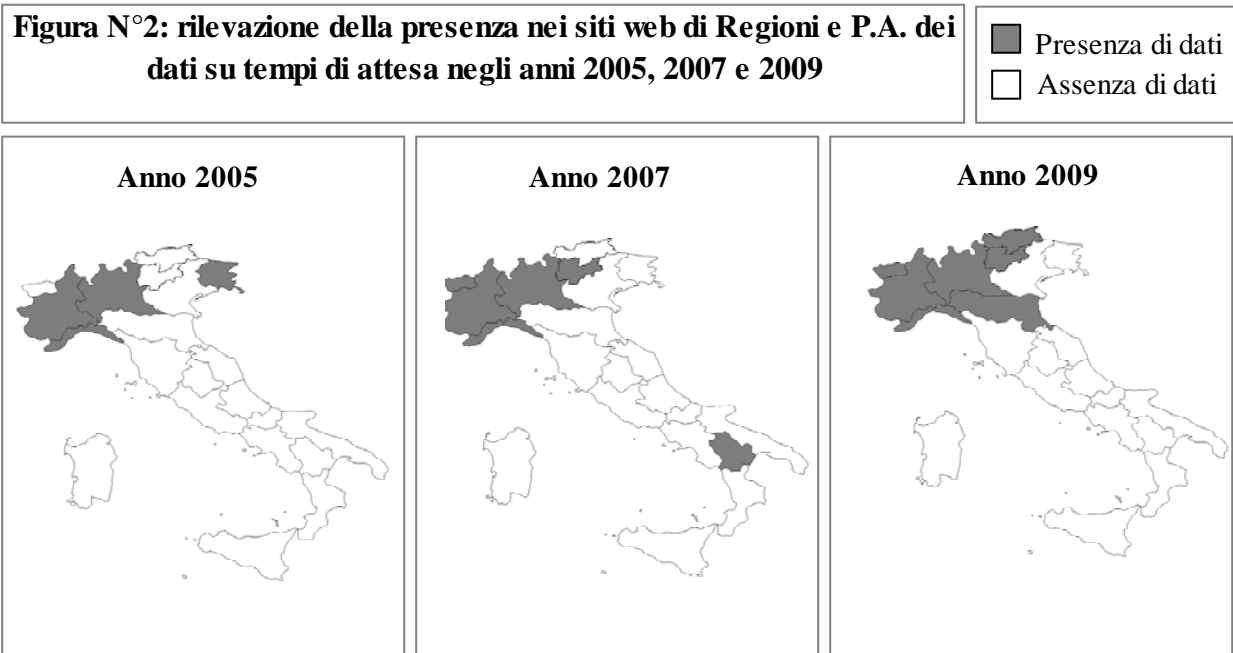 Figura N°2: rilevazione della presenza nei siti web di Regioni e P.A. dei
dati su tempi di attesa negli anni 2005, 2007 e 2009
Presenza di dati
Assenza di dati
Anno 2005
Anno 2007
Anno 2009